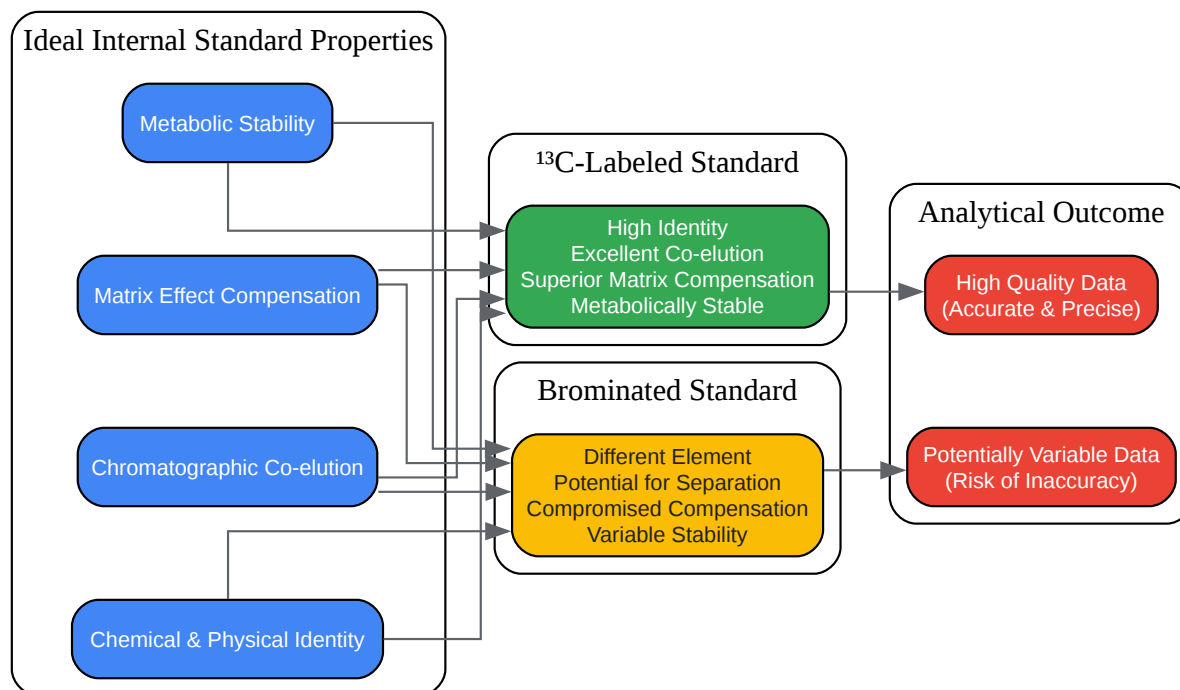 Ideal Internal Standard Properties
Metabolic Stability
Matrix Effect Compensation
Chromatographic Co-elution
Chemical & Physical Identity
¹³C-Labeled Standard
High Identity
Excellent Co-elution
Superior Matrix Compensation
Metabolically Stable
Brominated Standard
Different Element
Potential for Separation
Compromised Compensation
Variable Stability
Analytical Outcome
High Quality Data
(Accurate & Precise)
Potentially Variable Data
(Risk of Inaccuracy)